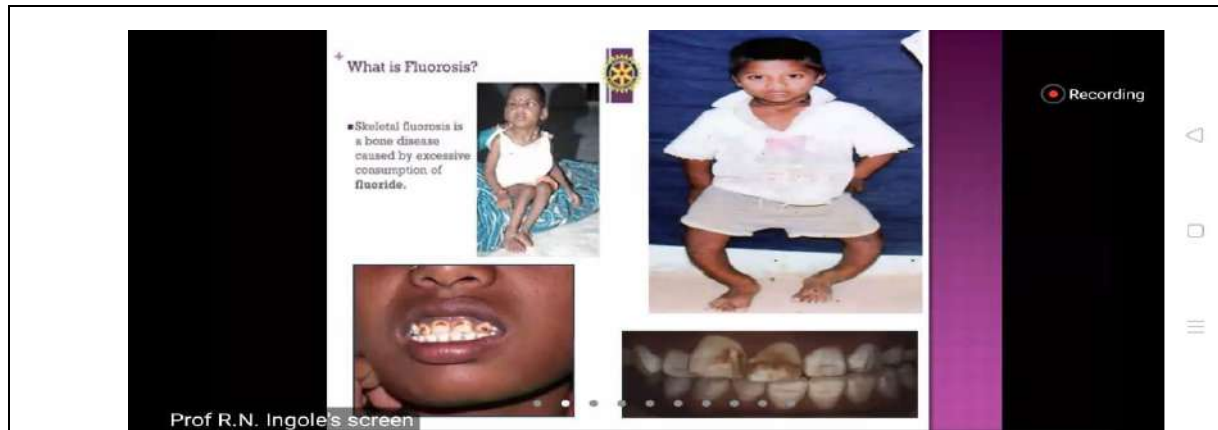 What is Fluorosis?
Skeletal fluorosis is
a bone disease
caused by excessive
consumption of
fluoride.
Recording
Prof R.N. Ingole's screen